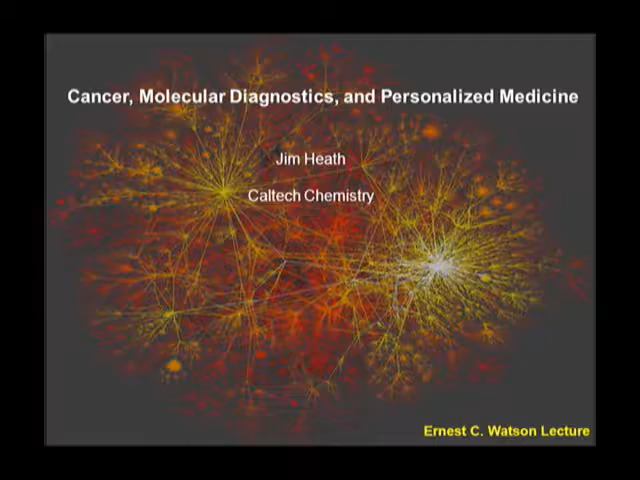 Cancer, Molecular Diagnostics, and Personalized Medicine
Jim Heath
Caltech Chemistry
Ernest C. Watson Lecture